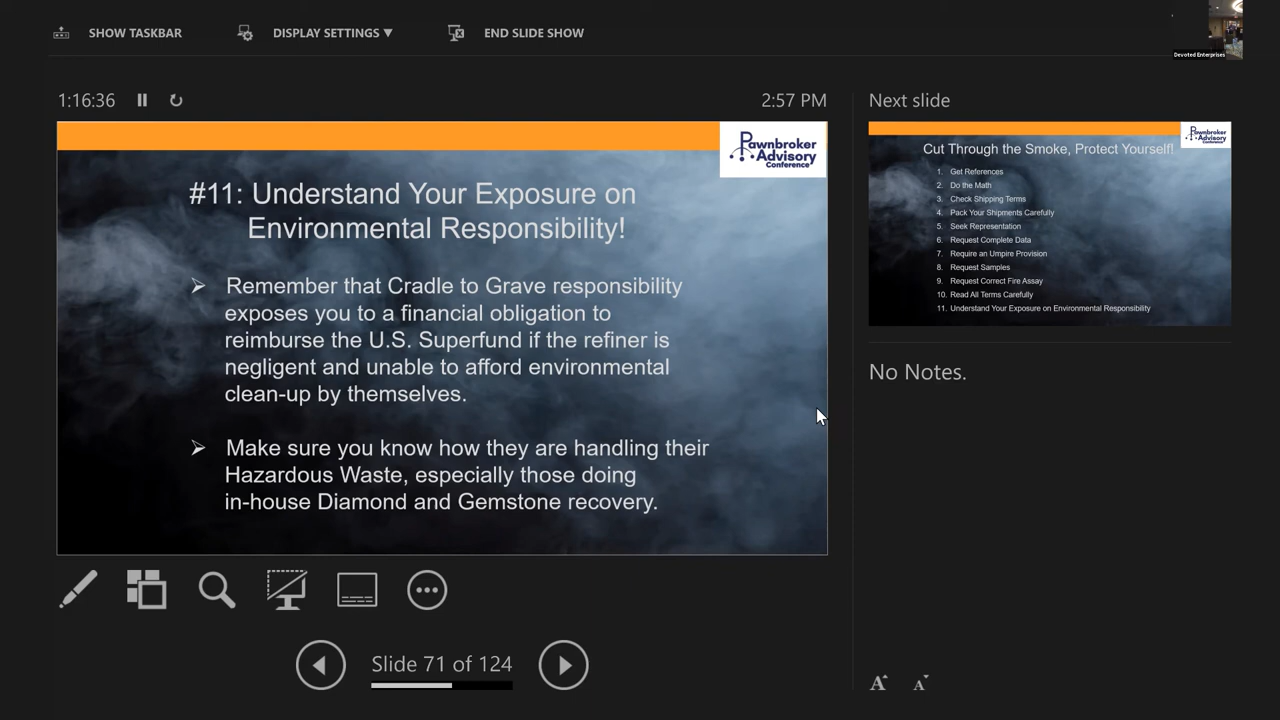 SHOW TASKBAR
DISPLAY SETTINGS ▼
END SLIDE SHOW
Devoted Enterprises
1:16:36
2:57 PM
Pawnbroker
Advisory
Conference
#11: Understand Your Exposure on
Environmental Responsibility!
➢ Remember that Cradle to Grave responsibility
exposes you to a financial obligation to
reimburse the U.S. Superfund if the refiner is
negligent and unable to afford environmental
clean-up by themselves.
➢ Make sure you know how they are handling their
Hazardous Waste, especially those doing
in-house Diamond and Gemstone recovery.
Slide 71 of 124
Next slide
Pawnbroker
Advisory
Conference
Cut Through the Smoke, Protect Yourself!
1. Get References
2. Do the Math
3. Check Shipping Terms
4. Pack Your Shipments Carefully
5. Seek Representation
6. Request Complete Data
7. Require an Umpire Provision
8. Request Samples
9. Request Correct Fire Assay
10. Read All Terms Carefully
11. Understand Your Exposure on Environmental Responsibility
No Notes.
A A